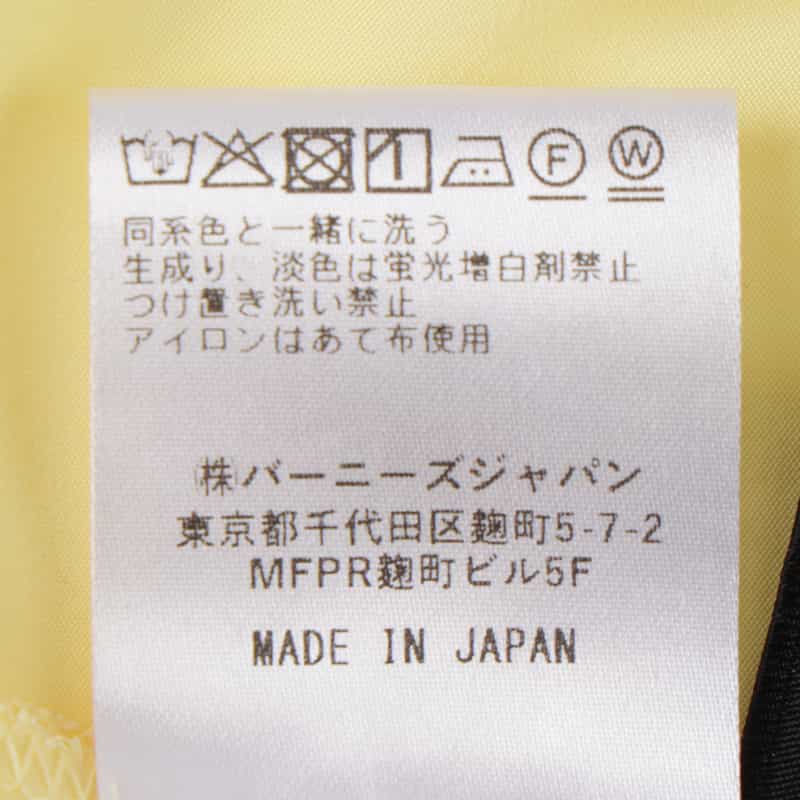 F W
同系色と一緒に洗う
生成り、淡色は蛍光増白剤禁止
つけ置き洗い禁止
アイロンはあて布使用
㈱バーニーズジャパン
東京都千代田区麹町5-7-2
MFPR麹町ビル5F
MADE IN JAPAN